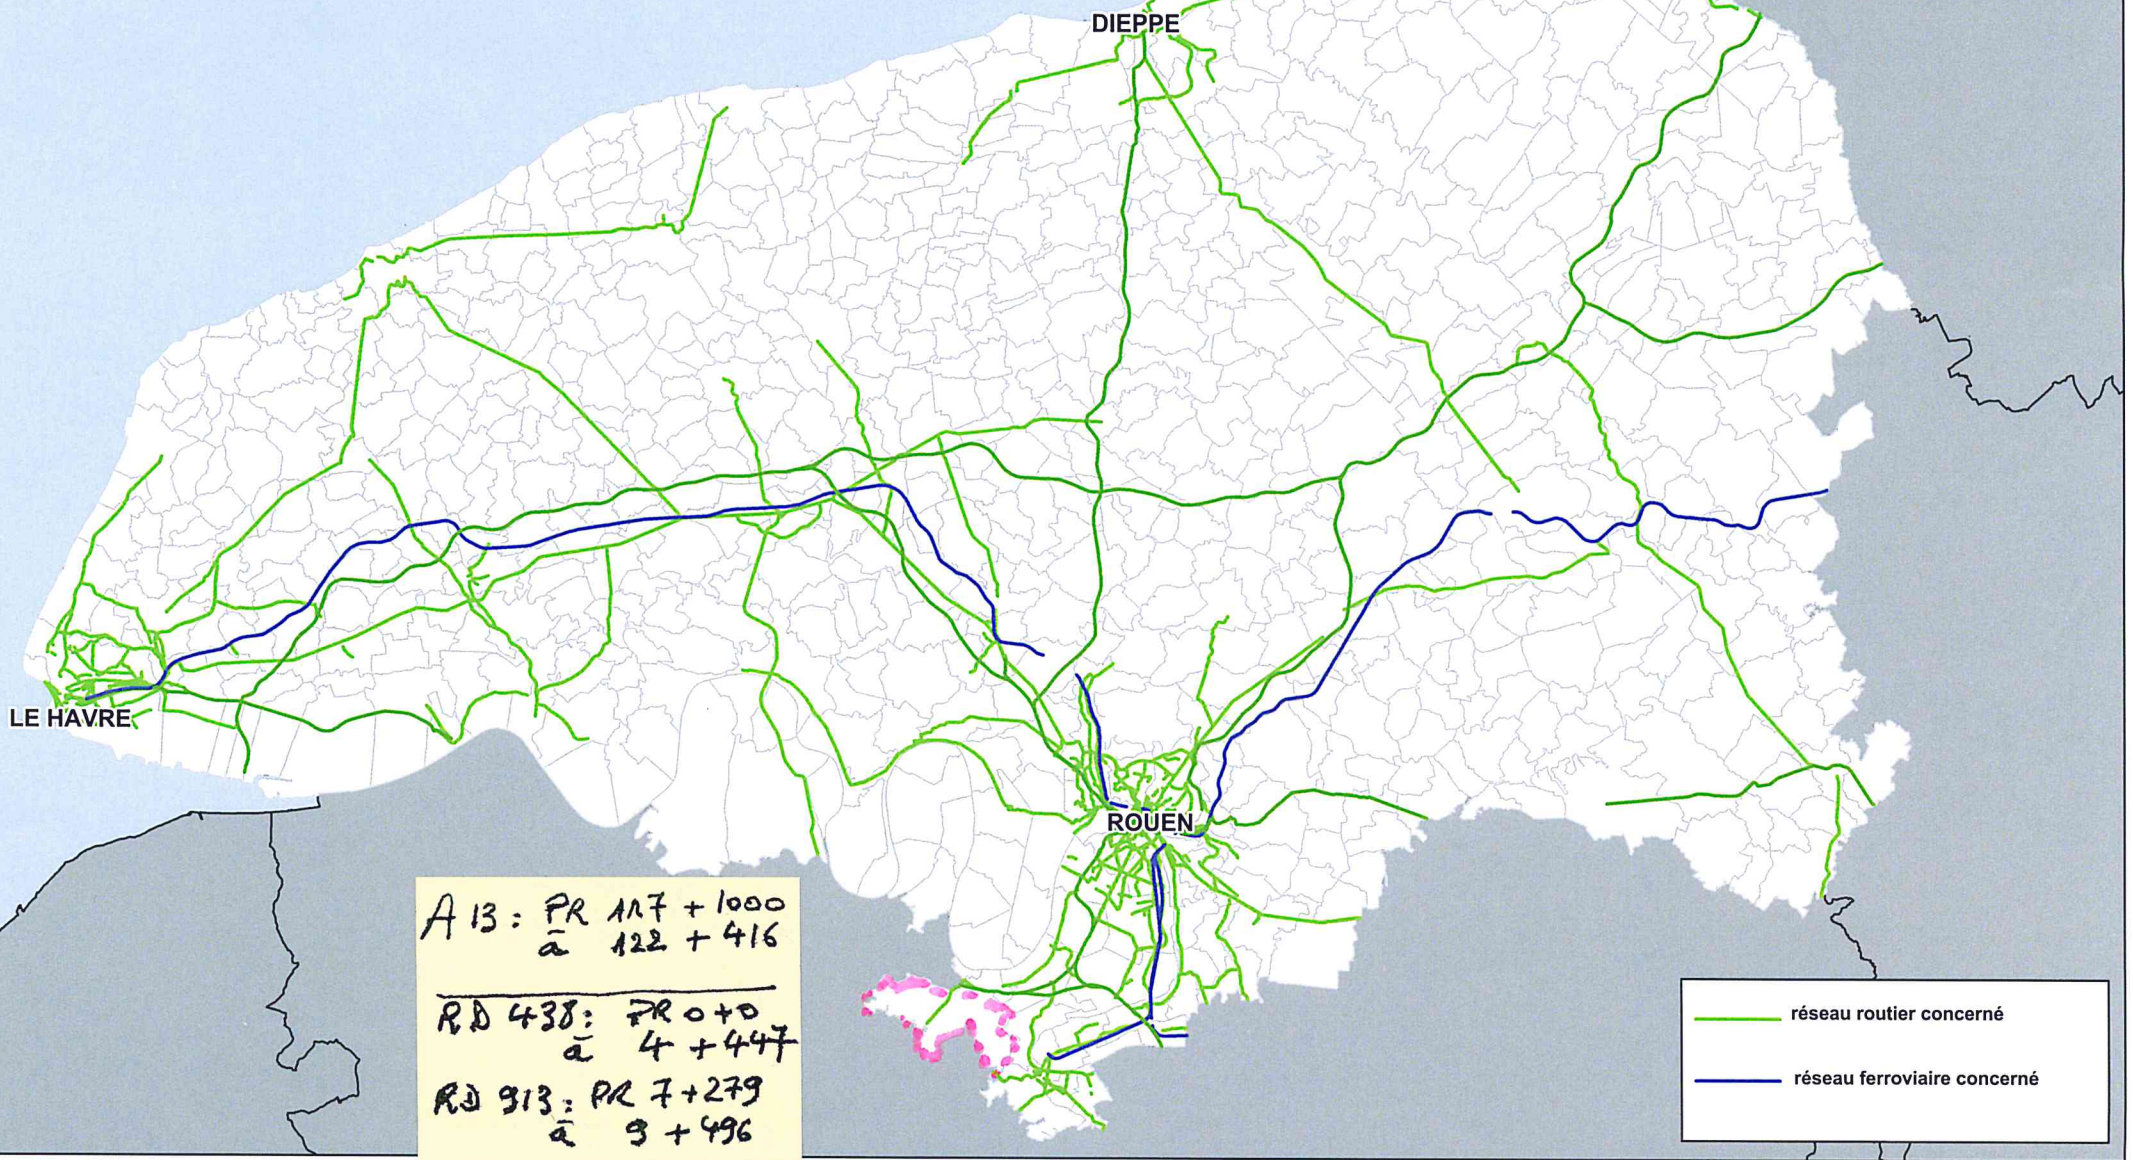 DIEPPE
LE HAVRE
ROUEN
A 13 : PR 117 + 1000
à 122 + 416
RD 438 : PR 0+0
à 4 + 447
RD 913 : PR 7+279
à 9 + 496
réseau routier concerné
réseau ferroviaire concerné